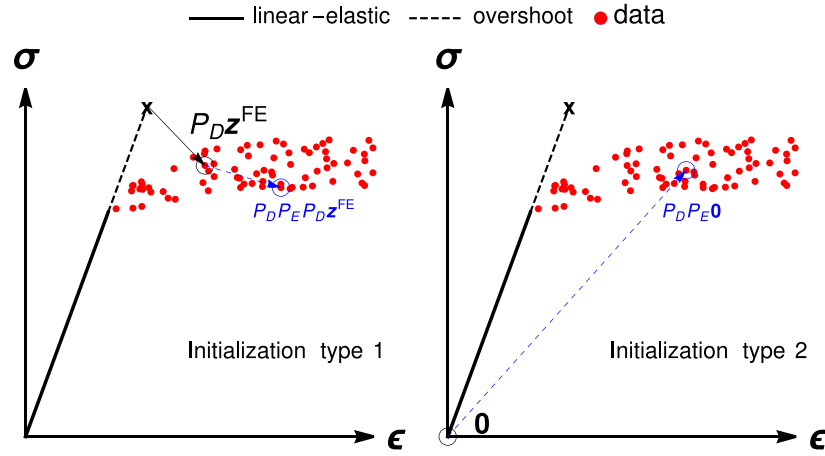 linear-elastic overshoot data
σ
P_D z^FE
P_D P_E P_D z^FE
Initialization type 1
ϵ
σ
x
P_D P_E 0
Initialization type 2
0
ϵ
x